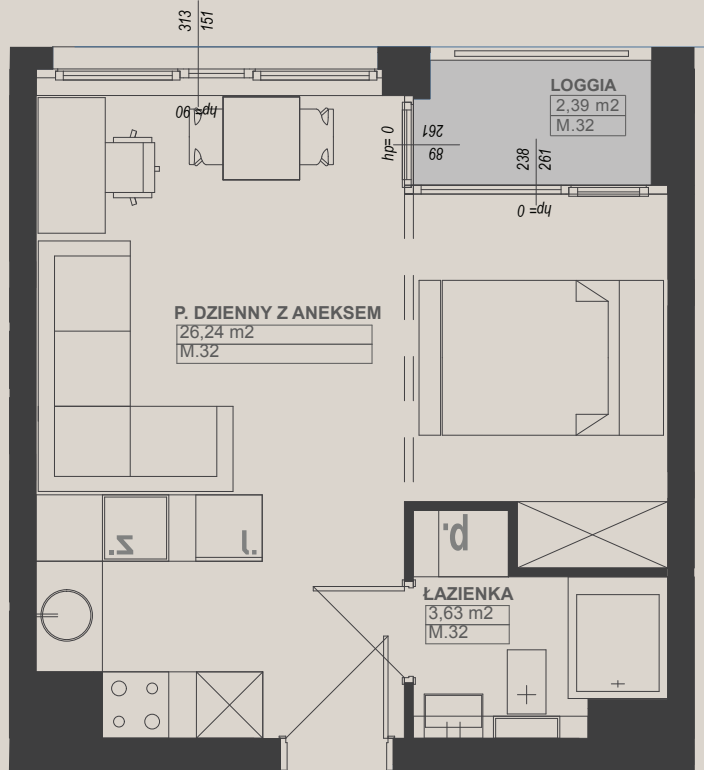 313
151
hp= 90
LOGGIA
2,39 m2
M.32
hp= 0
261
89
238
261
hp= 0
P. DZIENNY Z ANEKSEM
26,24 m2
M.32
z.
l.
p.
ŁAZIENKA
3,63 m2
M.32